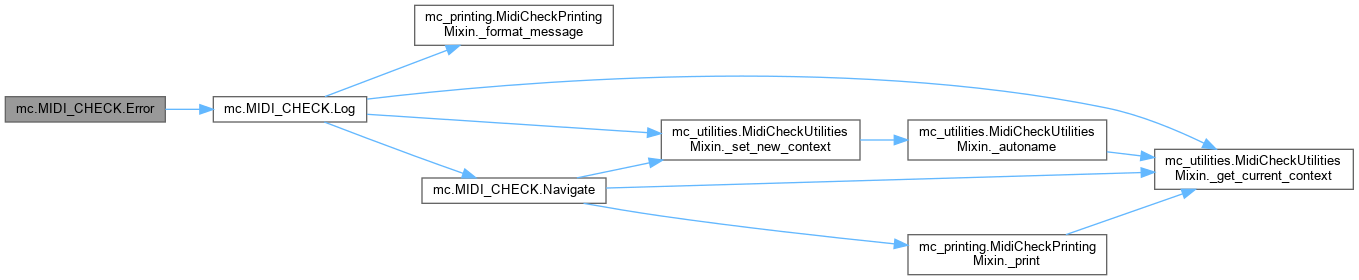 mc.MIDI_CHECK.Error
mc.MIDI_CHECK.Log
mc_printing.MidiCheckPrinting
Mixin._format_message
mc_utilities.MidiCheckUtilities
Mixin._set_new_context
mc.MIDI_CHECK.Navigate
mc_utilities.MidiCheckUtilities
Mixin._autoname
mc_printing.MidiCheckPrinting
Mixin._print
mc_utilities.MidiCheckUtilities
Mixin._get_current_context